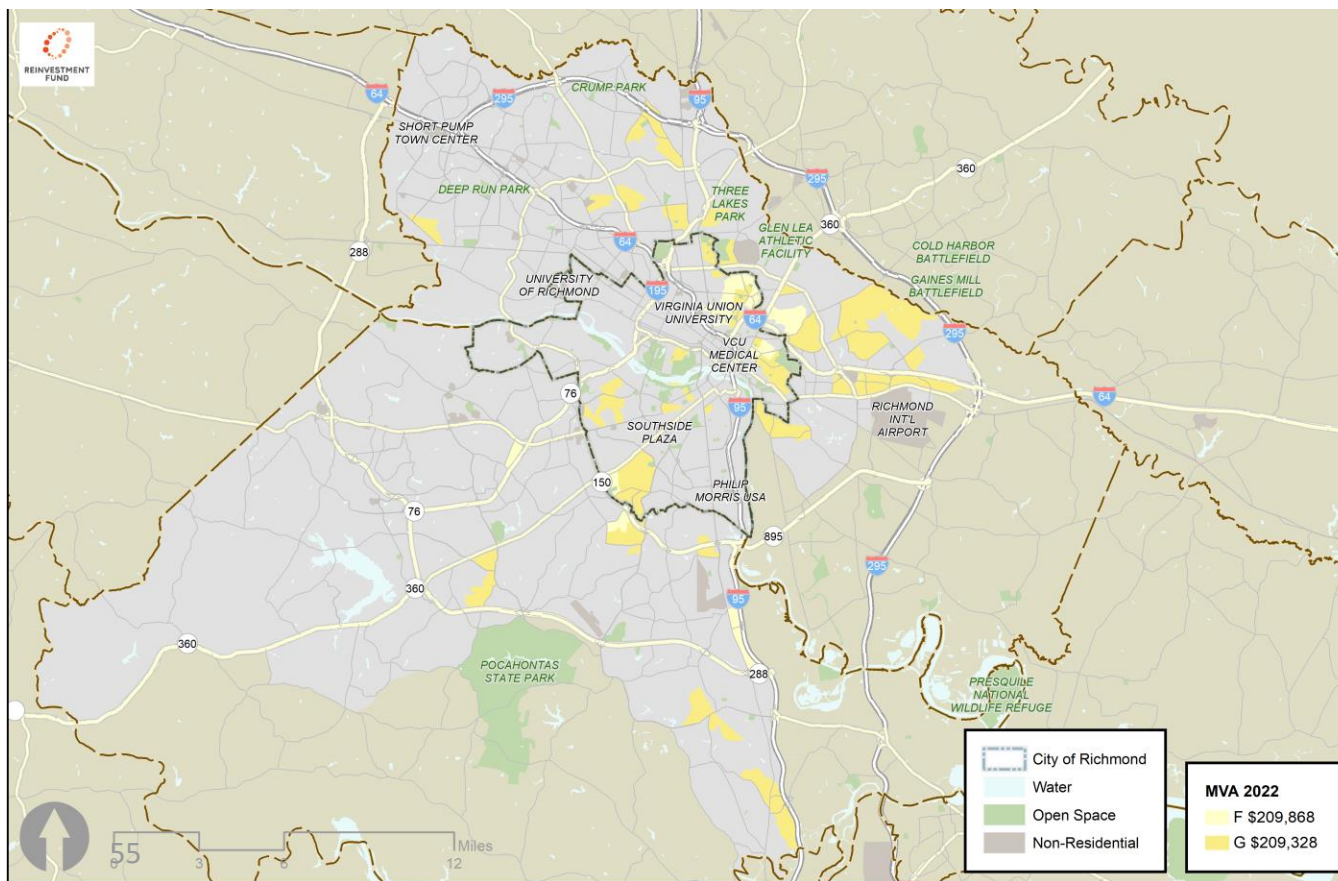 REINVESTMENT
FUND
CRUMP PARK
64
295
95
SHORT PUMP
TOWN CENTER
360
295
DEEP RUN PARK
THREE
LAKES
PARK
360
GLEN LEA
ATHLETIC
FACILITY
64
288
COLD HARBOR
BATTLEFIELD
UNIVERSITY
OF RICHMOND
GAINES MILL
BATTLEFIELD
195
VIRGINIA UNION
UNIVERSITY
64
295
VCU
MEDICAL
CENTER
76
95
64
RICHMOND
INT'L
AIRPORT
SOUTHSIDE
PLAZA
150
PHILIP
MORRIS USA
76
895
295
360
95
360
POCAHONTAS
STATE PARK
288
PRESQUILE
NATIONAL
WILDLIFE REFUGE
City of Richmond
Water
Open Space
Non-Residential
MVA 2022
F $209,868
G $209,328
55
Miles
0
3
6
12